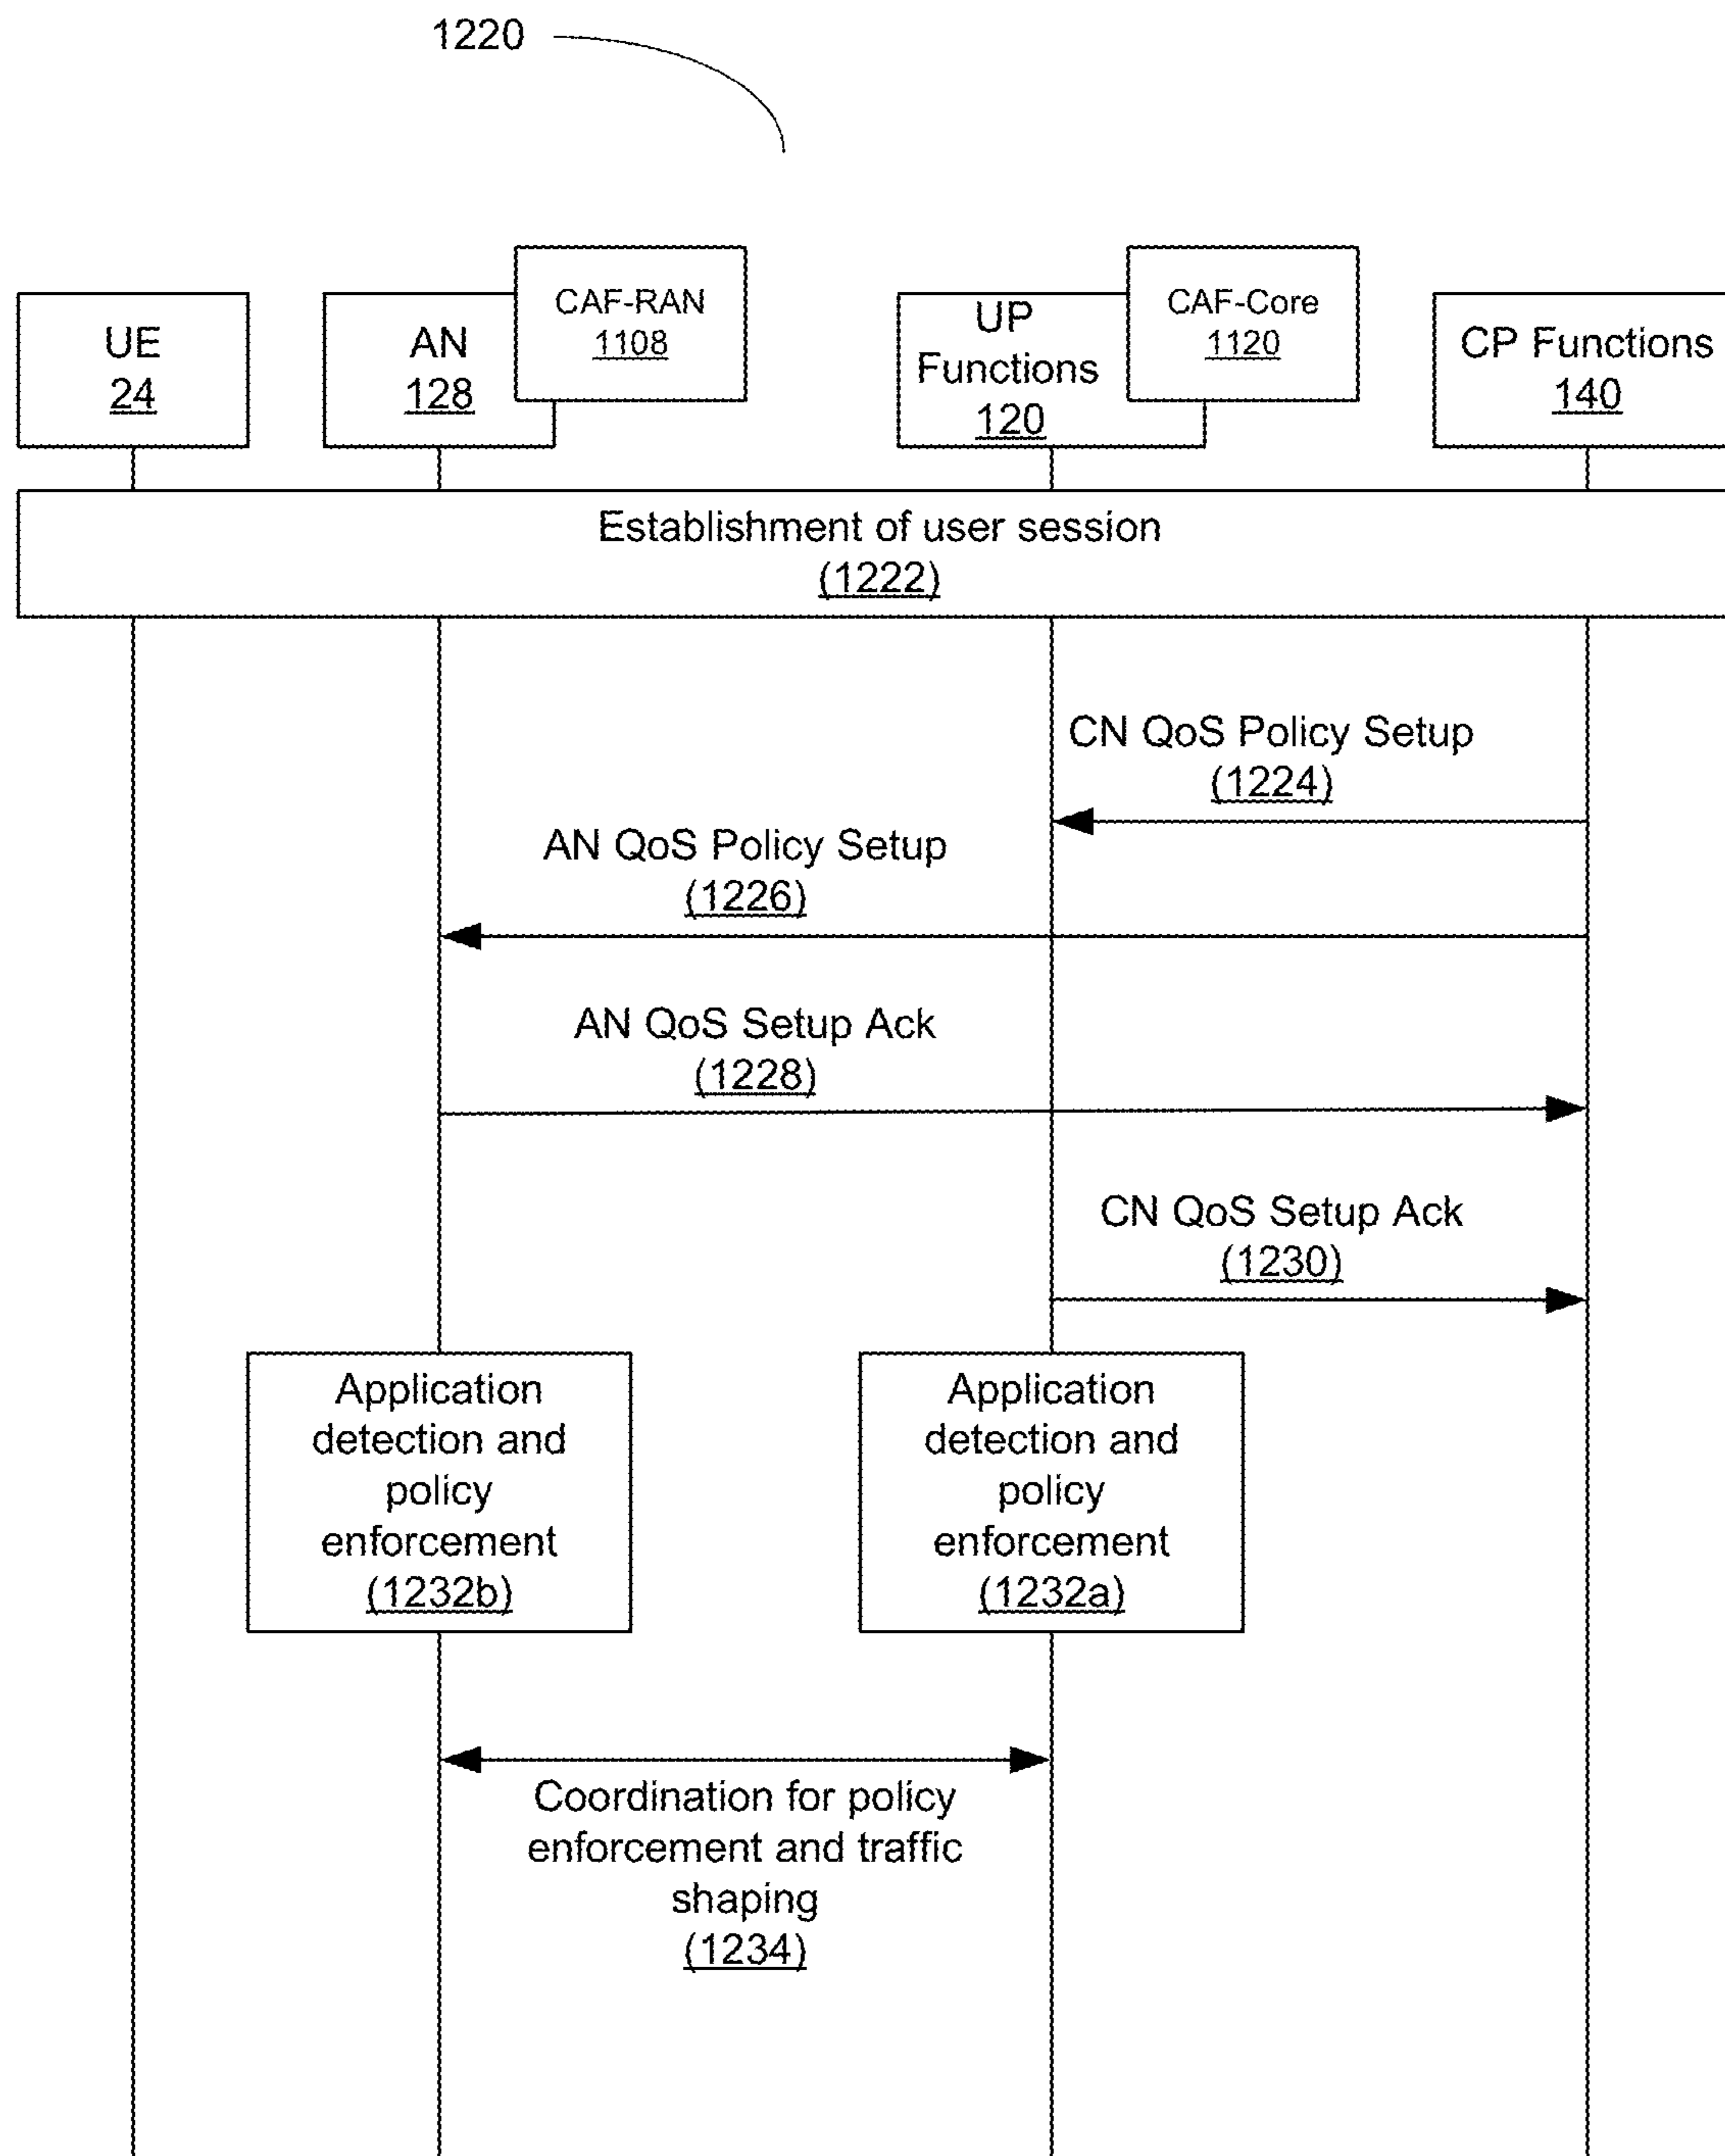 1220
UE
24
AN
128
CAF-RAN
1108
UP
Functions
120
CAF-Core
1120
CP Functions
140
Establishment of user session
(1222)
CN QoS Policy Setup
(1224)
AN QoS Policy Setup
(1226)
AN QoS Setup Ack
(1228)
CN QoS Setup Ack
(1230)
Application
detection and
policy
enforcement
(1232b)
Application
detection and
policy
enforcement
(1232a)
Coordination for policy
enforcement and traffic
shaping
(1234)